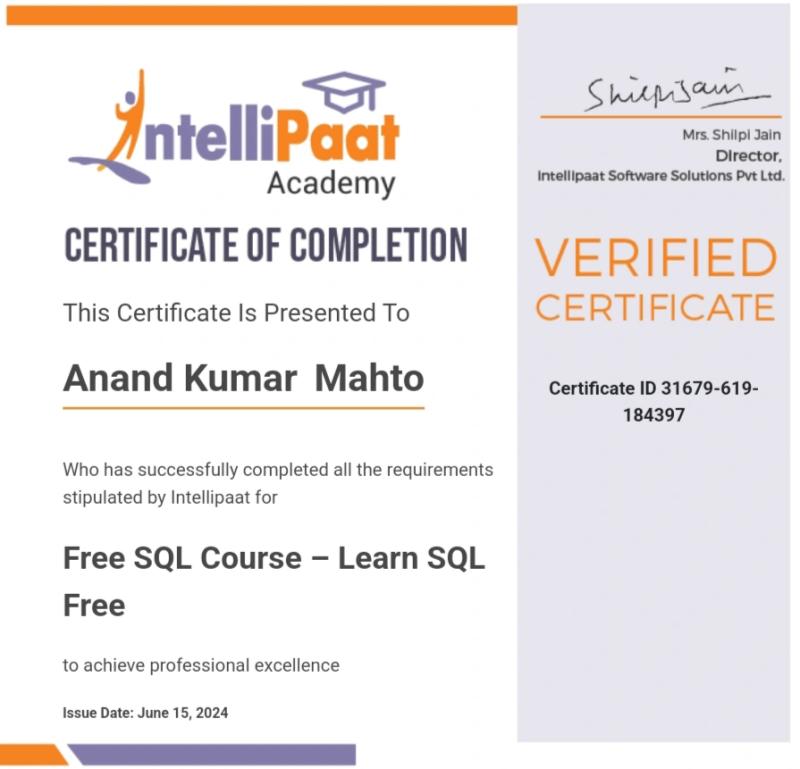 IntelliPaat
Academy
CERTIFICATE OF COMPLETION
This Certificate Is Presented To
Anand Kumar Mahto
Who has successfully completed all the requirements
stipulated by Intellipaat for
Free SQL Course – Learn SQL
Free
to achieve professional excellence
Issue Date: June 15, 2024
Shilpi Jain
Mrs. Shilpi Jain
Director,
Intellipaat Software Solutions Pvt Ltd.
VERIFIED
CERTIFICATE
Certificate ID 31679-619-
184397